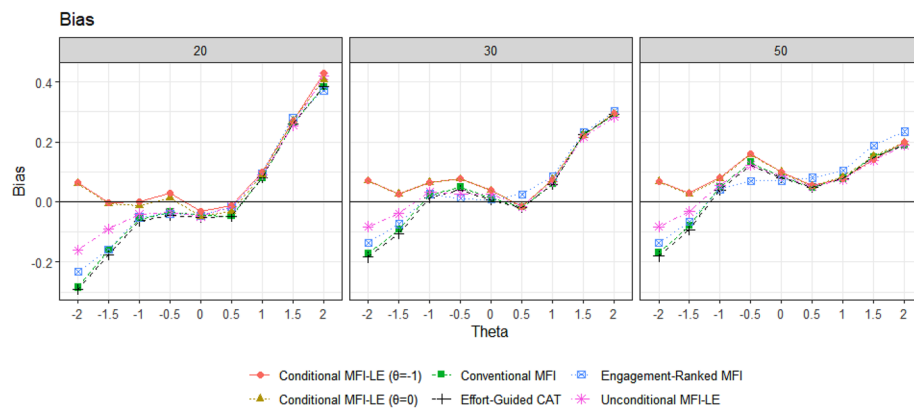 Bias
20 30 50
Bias
0.4
0.2
0.0
-0.2
-2 -1.5 -1 -0.5 0 0.5 1 1.5 2 -2 -1.5 -1 -0.5 0 0.5 1 1.5 2 -2 -1.5 -1 -0.5 0 0.5 1 1.5 2
Theta
Conditional MFI-LE (θ=-1) Conventional MFI Engagement-Ranked MFI
Conditional MFI-LE (θ=0) Effort-Guided CAT Unconditional MFI-LE